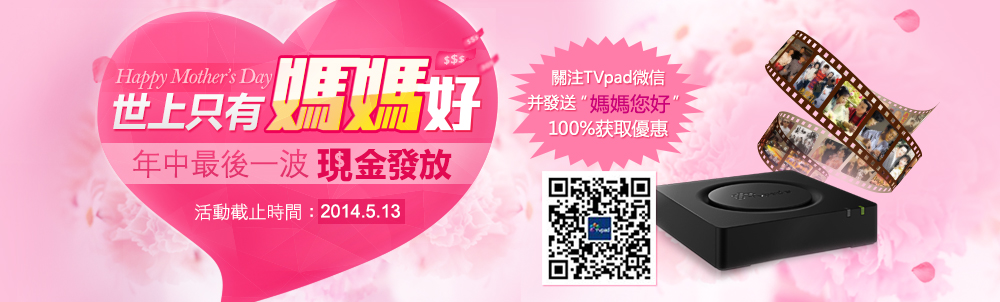 $$$
Happy Mother's Day
世上只有媽媽好
年中最後一波 現金發放
活動截止時間：2014.5.13
關注TVpad微信
并發送“媽媽您好”
100%获取優惠
Tvpad